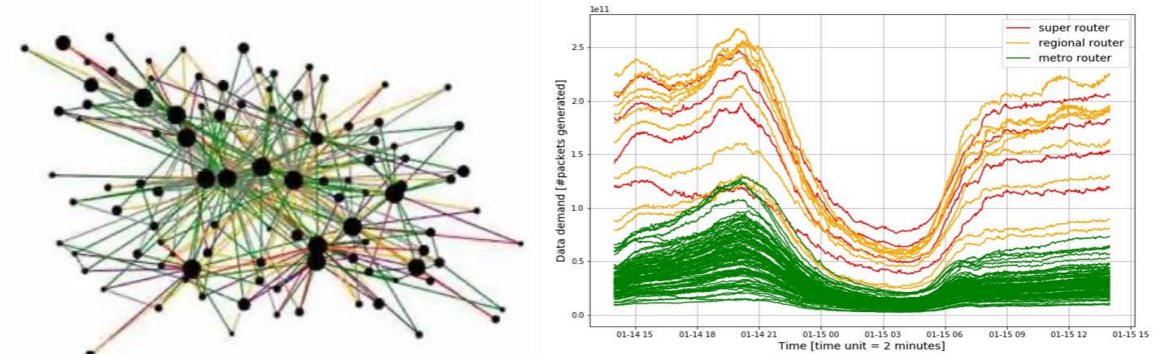 1e11
super router
regional router
metro router
2.5
2.0
1.5
1.0
0.5
0.0
Data demand [#packets generated]
01-14 15 01-14 18 01-14 21 01-15 00 01-15 03 01-15 06 01-15 09 01-15 12 01-15 15
Time [time unit = 2 minutes]